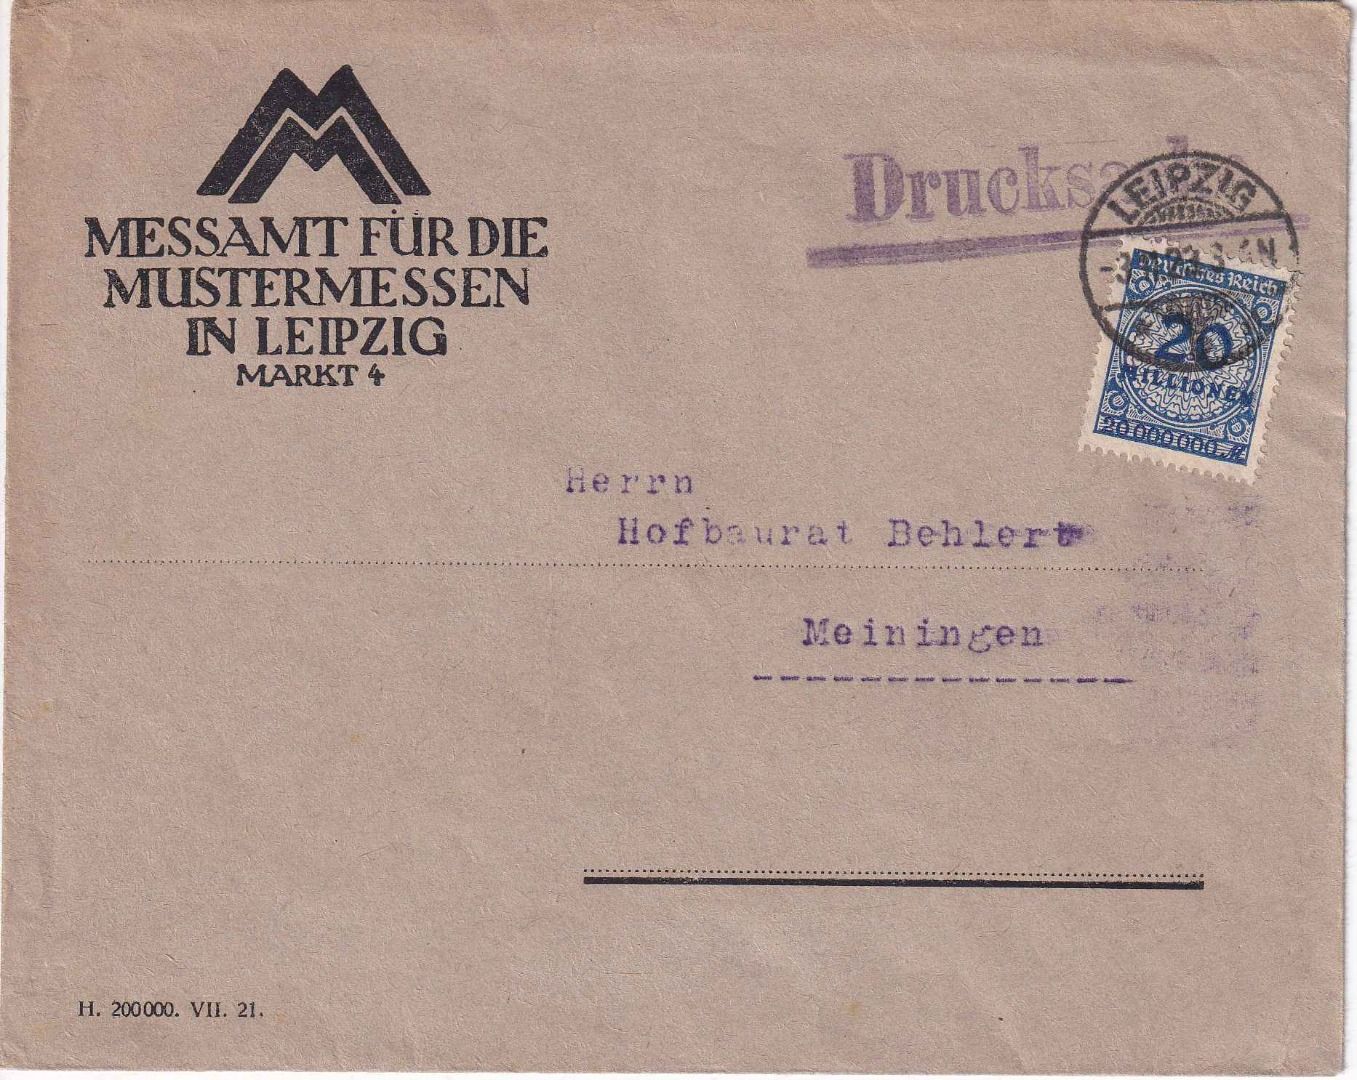 MESSAMT FÜR DIE
MUSTERMESSEN
IN LEIPZIG
MARKT 4
Drucksache
LEIPZIG
Deutsches Reich
20
MILLIONEN
20000000 M
Herrn
Hofbaurat Behlert
Meiningen
H. 200000. VII. 21.